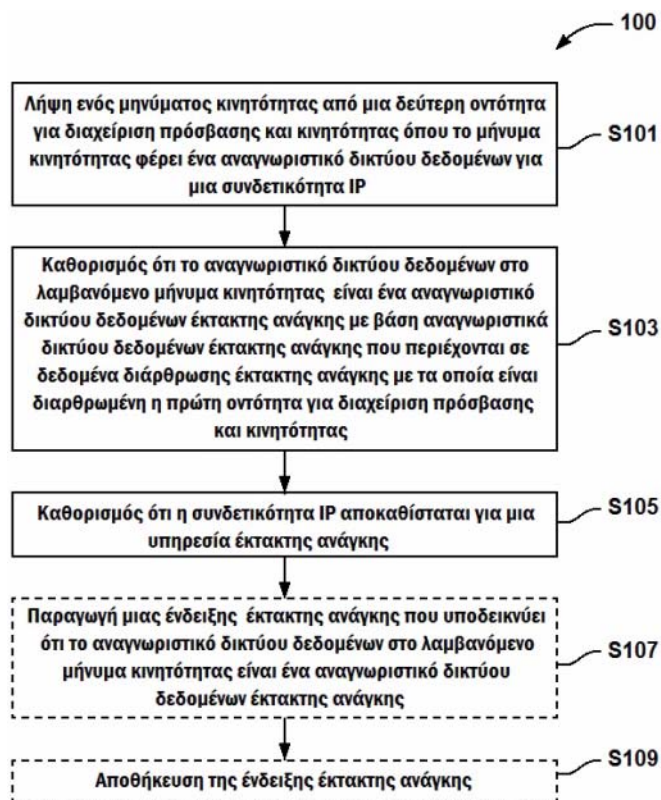 100
Λήψη ενός μηνύματος κινητότητας από μια δεύτερη οντότητα
για διαχείριση πρόσβασης και κινητότητας όπου το μήνυμα
κινητότητας φέρει ένα αναγνωριστικό δικτύου δεδομένων για
μια συνδετικότητα IP
S101
Καθορισμός ότι το αναγνωριστικό δικτύου δεδομένων στο
λαμβανόμενο μήνυμα κινητότητας είναι ένα αναγνωριστικό
δικτύου δεδομένων έκτακτης ανάγκης με βάση αναγνωριστικά
δικτύου δεδομένων έκτακτης ανάγκης που περιέχονται σε
δεδομένα διάρθρωσης έκτακτης ανάγκης με τα οποία είναι
διαρθρωμένη η πρώτη οντότητα για διαχείριση πρόσβασης
και κινητότητας
S103
Καθορισμός ότι η συνδετικότητα IP αποκαθίσταται για μια
υπηρεσία έκτακτης ανάγκης
S105
Παραγωγή μιας ένδειξης έκτακτης ανάγκης που υποδεικνύει
ότι το αναγνωριστικό δικτύου δεδομένων στο λαμβανόμενο
μήνυμα κινητότητας είναι ένα αναγνωριστικό δικτύου
δεδομένων έκτακτης ανάγκης
S107
Αποθήκευση της ένδειξης έκτακτης ανάγκης
S109